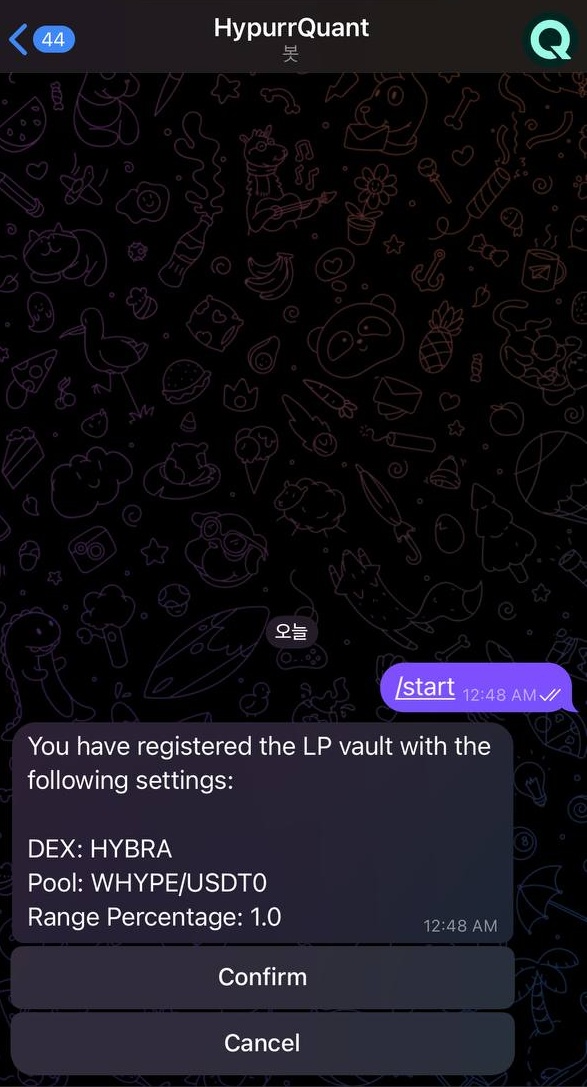 44
HypurrQuant
봇
오늘
/start 12:48 AM
You have registered the LP vault with the
following settings:
DEX: HYBRA
Pool: WHYPE/USDT0
Range Percentage: 1.0
12:48 AM
Confirm
Cancel